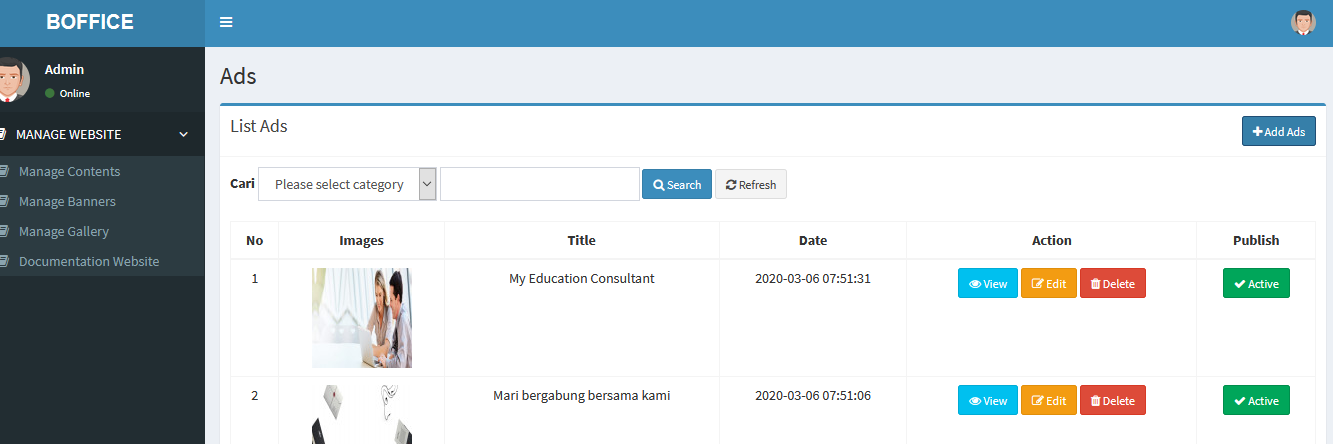 BOFFICE
Admin
Online
MANAGE WEBSITE
Manage Contents
Manage Banners
Manage Gallery
Documentation Website
Ads
List Ads
Add Ads
Cari Please select category Search Refresh
No Images Title Date Action Publish
1 My Education Consultant 2020-03-06 07:51:31 View Edit Delete Active
2 Mari bergabung bersama kami 2020-03-06 07:51:06 View Edit Delete Active